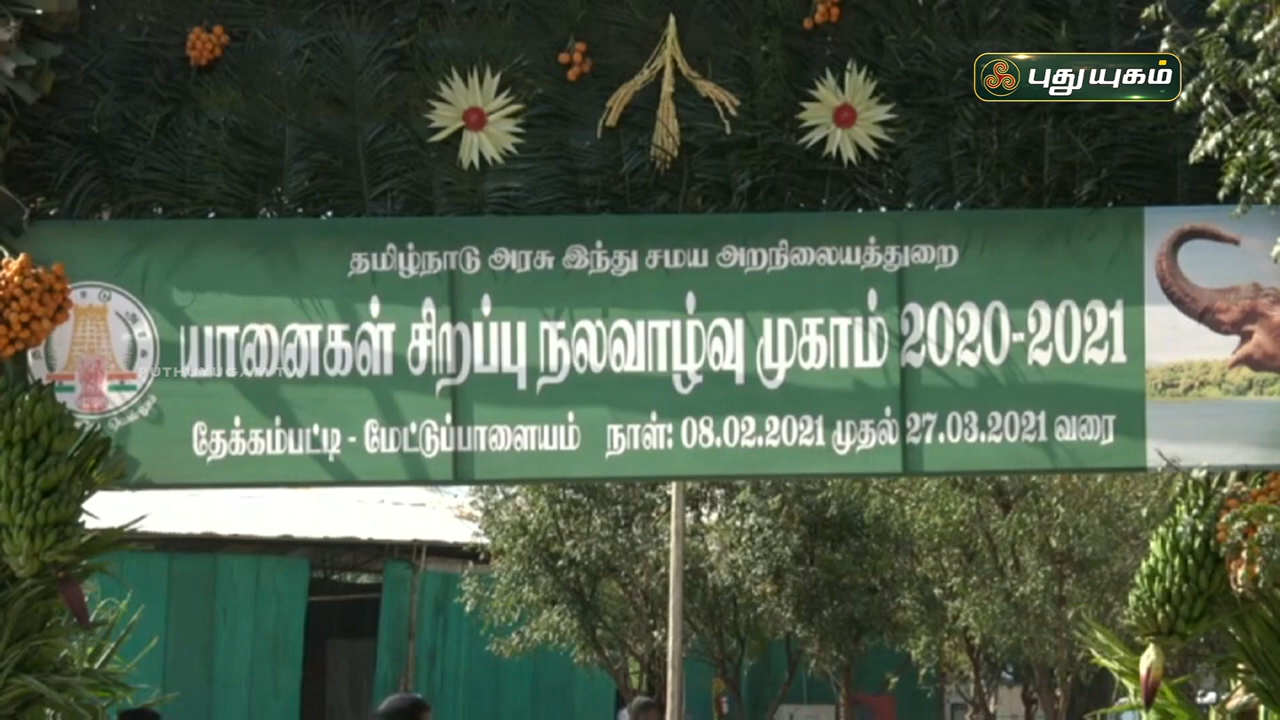 புதுயுகம்
தமிழ்நாடு அரசு இந்து சமய அறநிலையத்துறை
யானைகள் சிறப்பு நலவாழ்வு முகாம் 2020-2021
தேக்கம்பட்டி - மேட்டுப்பாளையம் நாள்: 08.02.2021 முதல் 27.03.2021 வரை